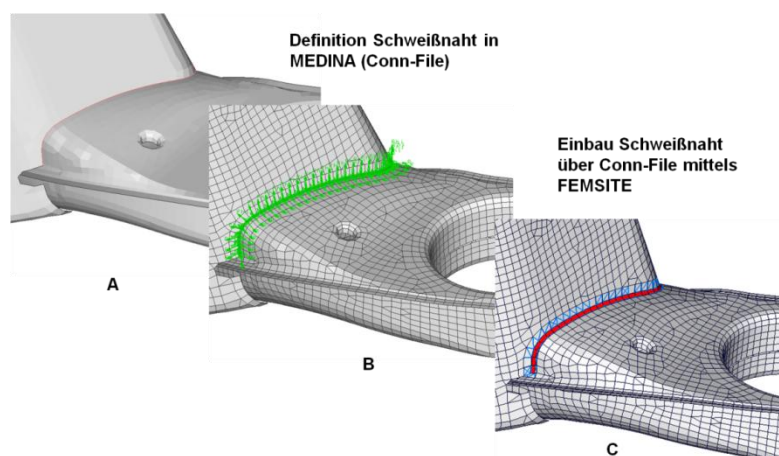 Definition Schweißnaht in
MEDINA (Conn-File)
Einbau Schweißnaht
über Conn-File mittels
FEMSITE
A
B
C